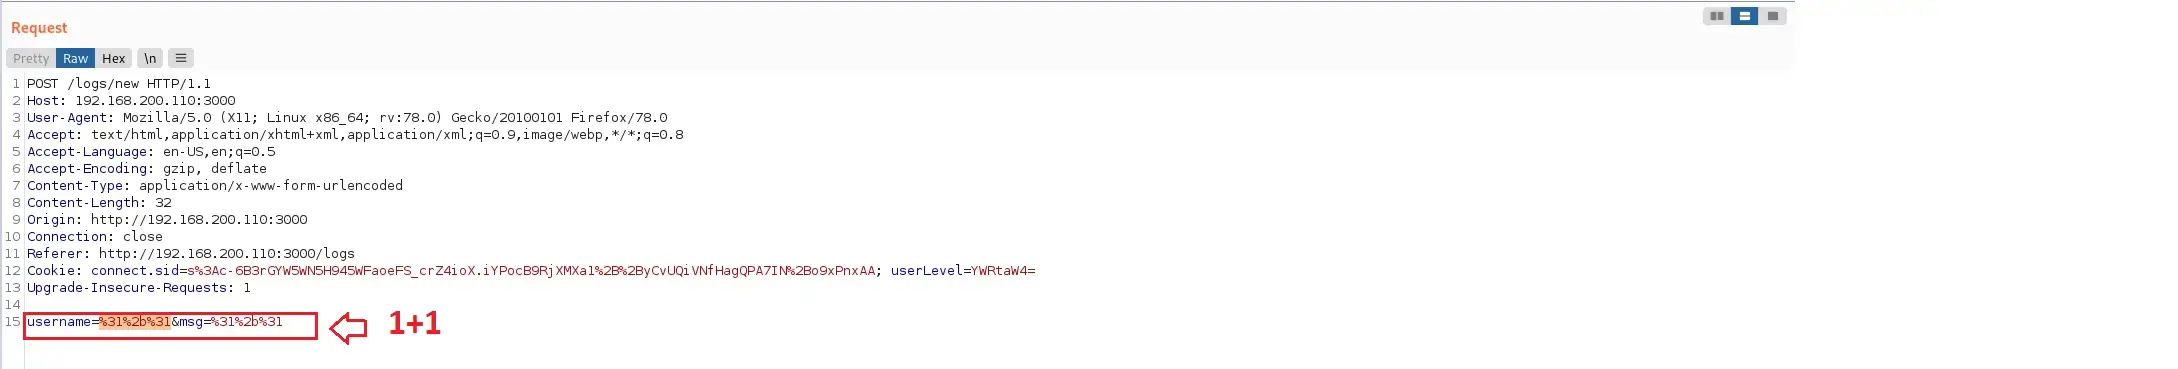 Request
Pretty Raw Hex \n
1 POST /logs/new HTTP/1.1
2 Host: 192.168.200.110:3000
3 User-Agent: Mozilla/5.0 (X11; Linux x86_64; rv:78.0) Gecko/20100101 Firefox/78.0
4 Accept: text/html,application/xhtml+xml,application/xml;q=0.9,image/webp,*/*;q=0.8
5 Accept-Language: en-US,en;q=0.5
6 Accept-Encoding: gzip, deflate
7 Content-Type: application/x-www-form-urlencoded
8 Content-Length: 32
9 Origin: http://192.168.200.110:3000
10 Connection: close
11 Referer: http://192.168.200.110:3000/logs
12 Cookie: connect.sid=s%3Ac-6B3rGYW5WN5H945WFaoeFS_crZ4ioX.iYPocB9RjXMXa1%2B%2ByCvUQiVNfHagQPA7IN%2Bo9xPnxAA; userLevel=YWRtaW4=
13 Upgrade-Insecure-Requests: 1
14
15 username=%31%2b%31&msg=%31%2b%31 1+1